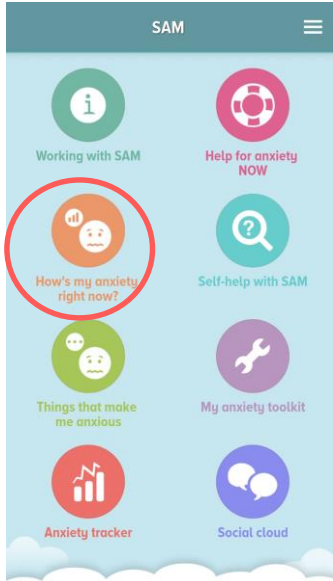 SAM
Working with SAM
Help for anxiety
NOW
How's my anxiety
right now?
Self-help with SAM
Things that make
me anxious
My anxiety toolkit
Anxiety tracker
Social cloud